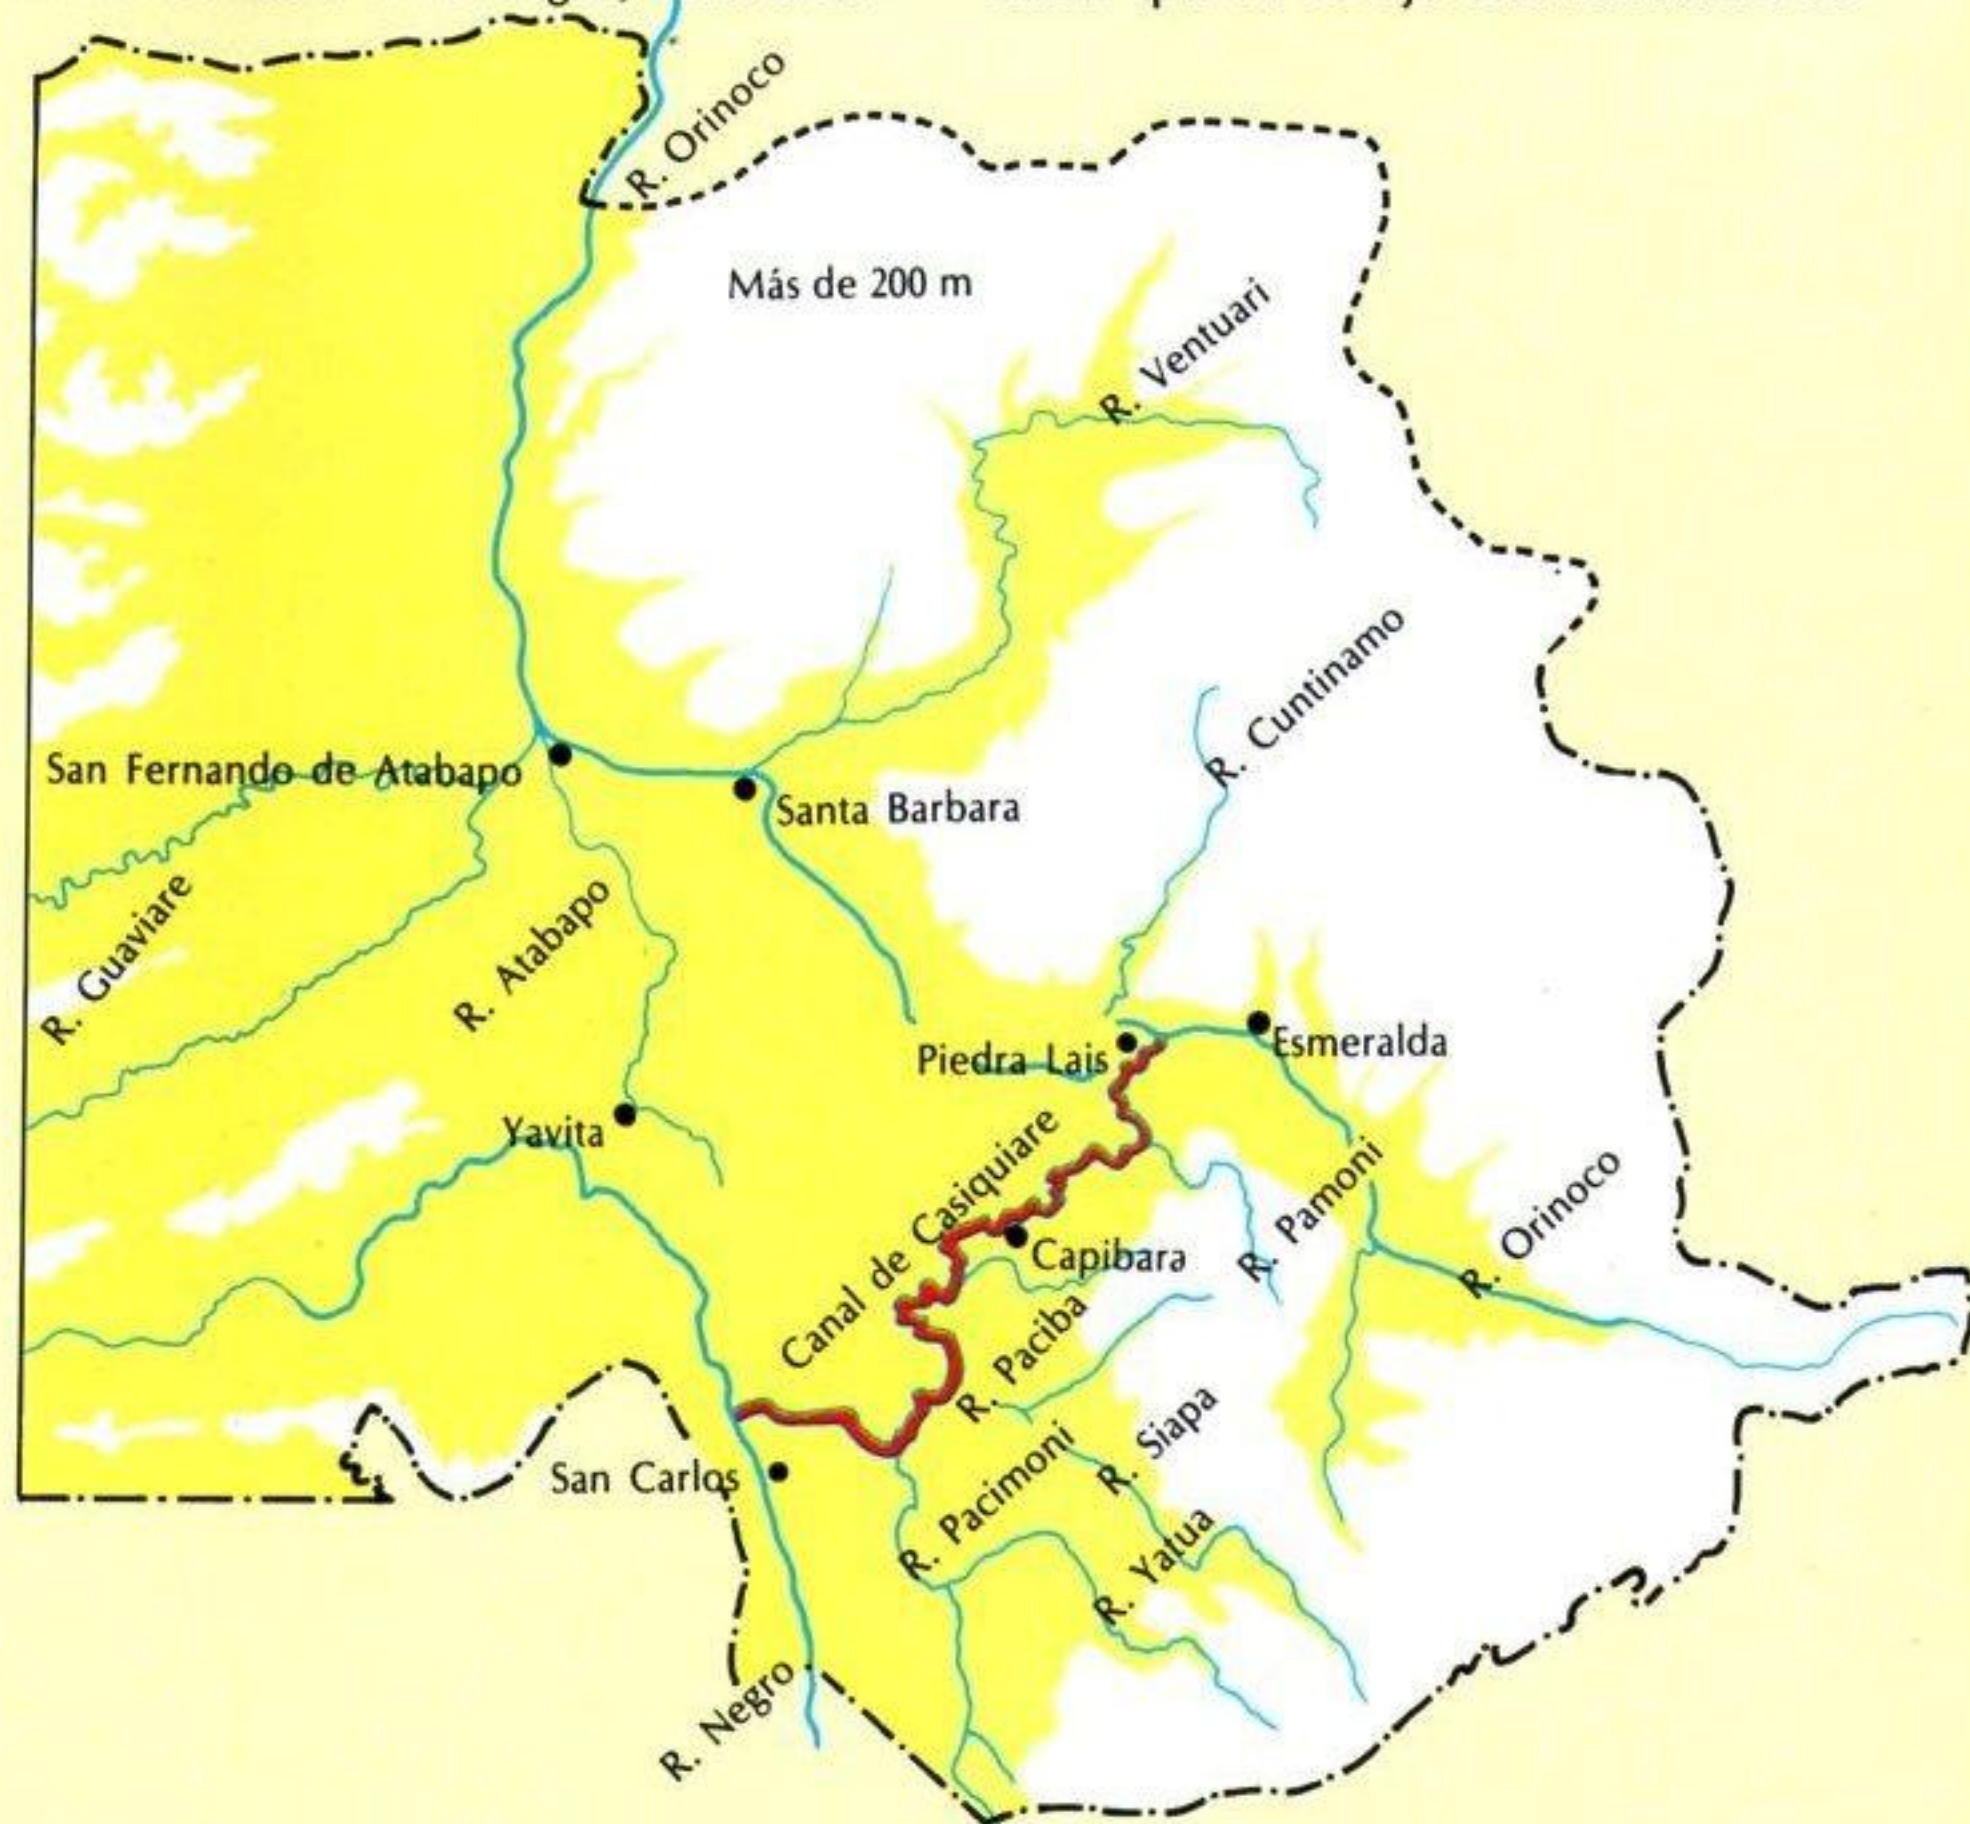 R. Orinoco
Más de 200 m
R. Ventuari
R. Cuntinamo
San Fernando de Atabapo
Santa Barbara
R. Guaviare
R. Atabapo
Piedra Lais
Esmeralda
Yavita
Canal de Casiquiare
R. Pamoni
R. Orinoco
Capibara
R. Paciba
R. Siapa
San Carlos
R. Pacimoni
R. Yatua
R. Negro